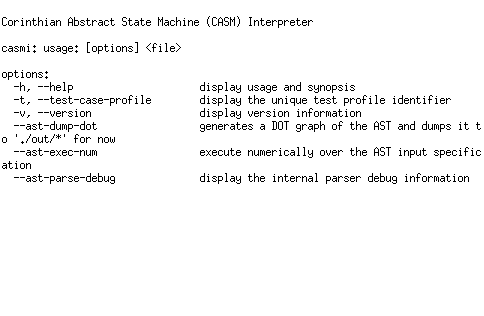 Corinthian Abstract State Machine (CASM) Interpreter
casmi: usage: [options] <file>
options:
  -h, --help                   display usage and synopsis
  -t, --test-case-profile      display the unique test profile identifier
  -v, --version                display version information
  --ast-dump-dot               generates a DOT graph of the AST and dumps it t
o './out/*' for now
  --ast-exec-num               execute numerically over the AST input specific
ation
  --ast-parse-debug            display the internal parser debug information